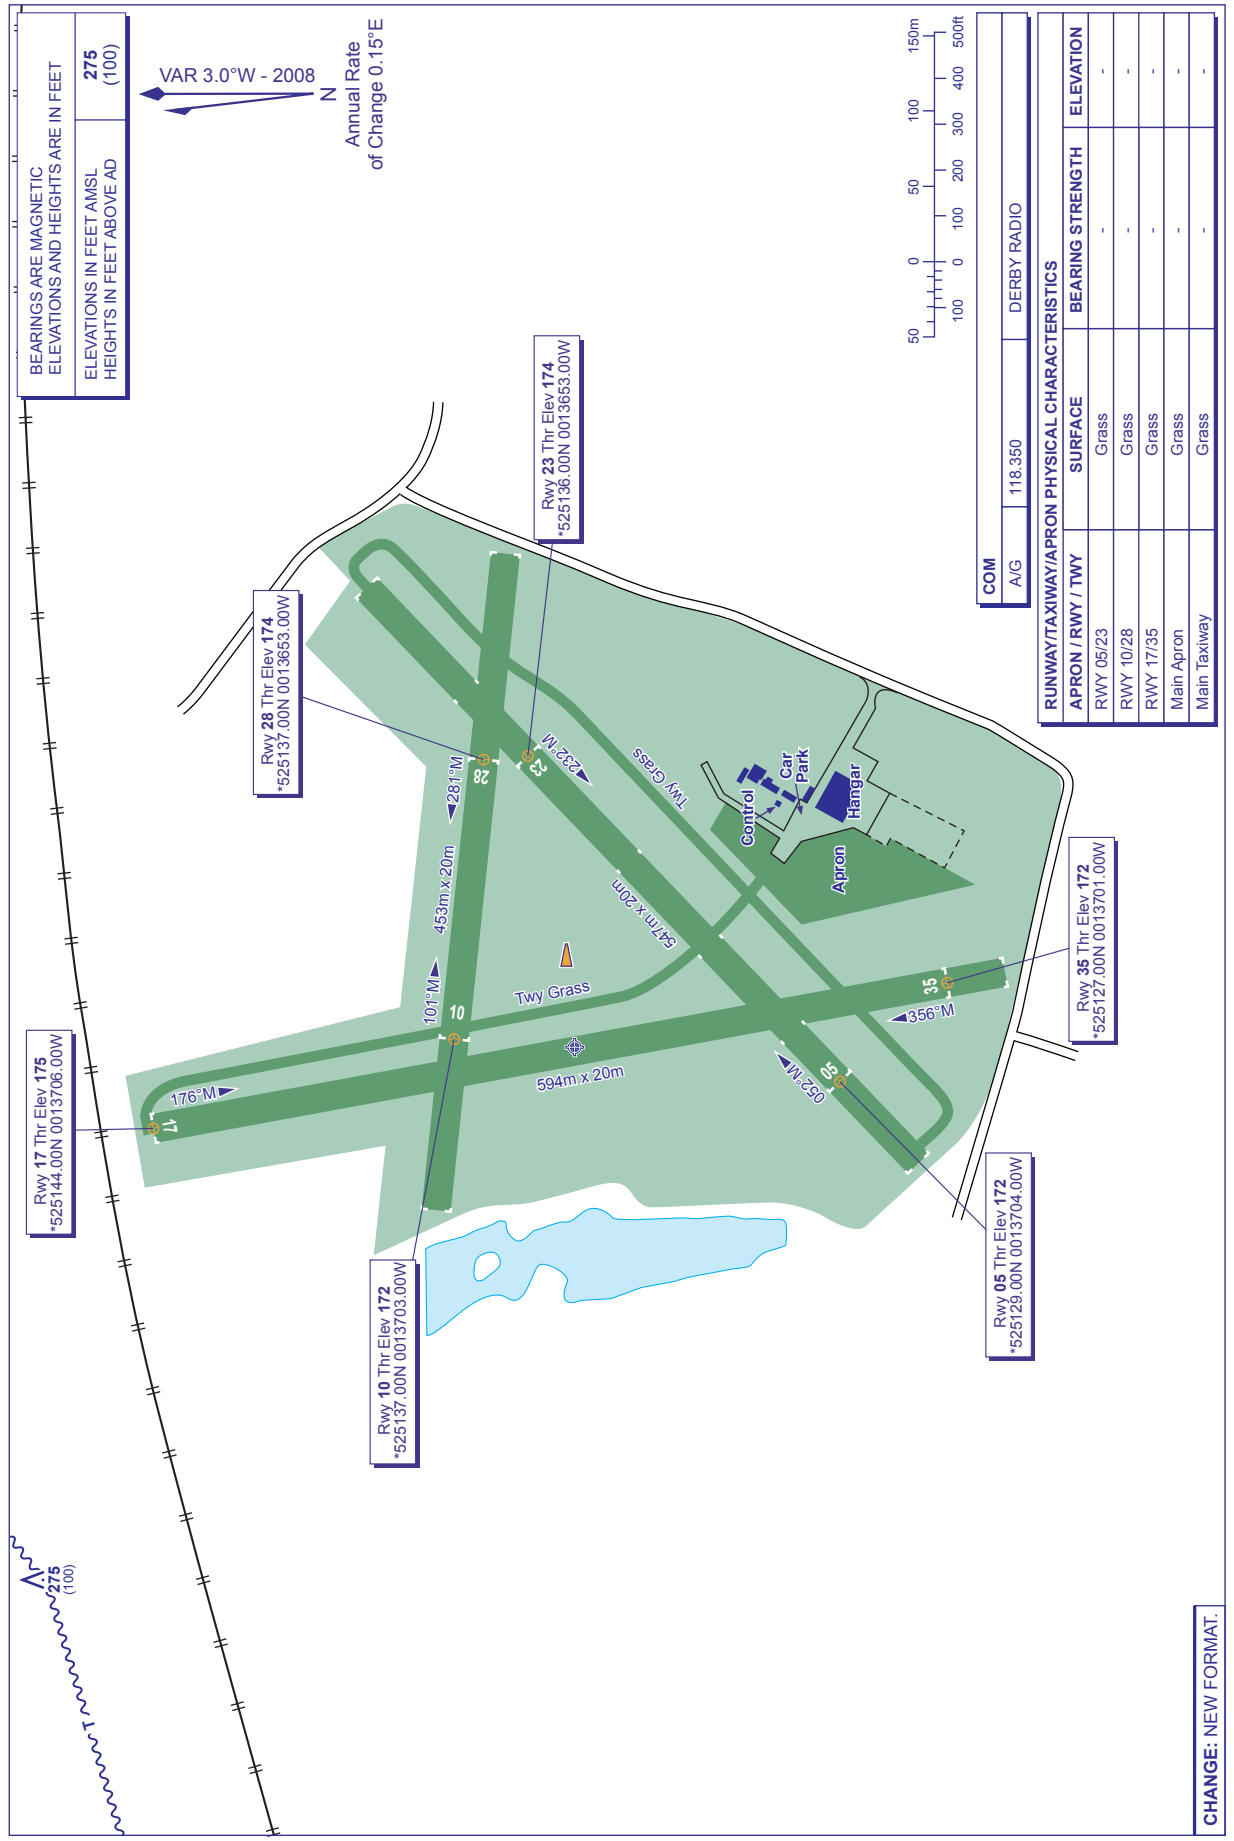 BEARINGS ARE MAGNETIC
ELEVATIONS AND HEIGHTS ARE IN FEET
ELEVATIONS IN FEET AMSL
HEIGHTS IN FEET ABOVE AD
275
(100)
VAR 3.0°W - 2008
N
Annual Rate
of Change 0.15°E
275
(100)
T
Rwy 17 Thr Elev 175
*525144.00N 0013706.00W
Rwy 28 Thr Elev 174
*525137.00N 0013653.00W
Rwy 10 Thr Elev 172
*525137.00N 0013703.00W
Rwy 23 Thr Elev 174
*525136.00N 0013653.00W
Rwy 05 Thr Elev 172
*525129.00N 0013704.00W
Rwy 35 Thr Elev 172
*525127.00N 0013701.00W
17
176°M
101°M
10
453m x 20m
281°M
28
23
232°M
Twy Grass
594m x 20m
547m x 20m
Twy Grass
052°M
05
356°M
35
Control
Car
Park
Hangar
Apron
50 0 50 100 150m
100 0 100 200 300 400 500ft
COM
A/G 118.350 DERBY RADIO
RUNWAY/TAXIWAY/APRON PHYSICAL CHARACTERISTICS
APRON / RWY / TWY SURFACE BEARING STRENGTH ELEVATION
RWY 05/23 Grass - -
RWY 10/28 Grass - -
RWY 17/35 Grass - -
Main Apron Grass - -
Main Taxiway Grass - -
CHANGE: NEW FORMAT.